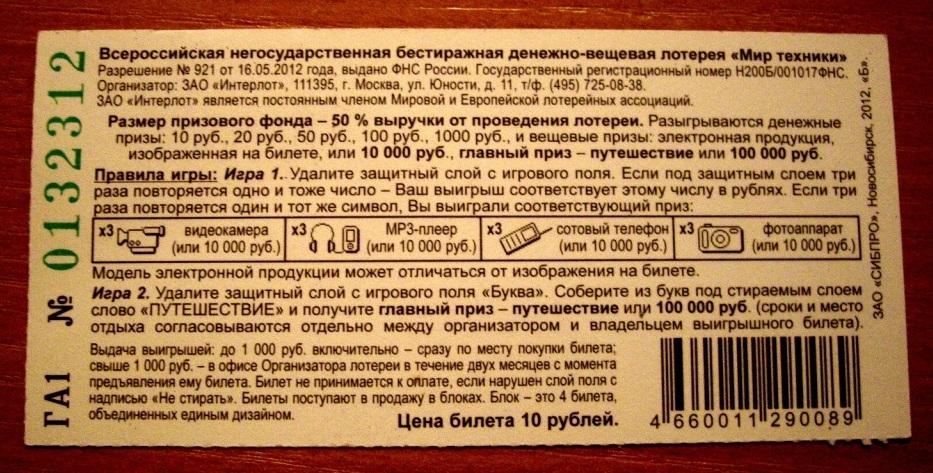 Всероссийская негосударственная бестиражная денежно-вещевая лотерея «Мир техники»
Разрешение № 921 от 16.05.2012 года, выдано ФНС России. Государственный регистрационный номер Н200Б/001017ФНС.
Организатор: ЗАО «Интерлот», 111395, г. Москва, ул. Юности, д. 11, т/ф. (495) 725-08-38.
ЗАО «Интерлот» является постоянным членом Мировой и Европейской лотерейных ассоциаций.
Размер призового фонда – 50 % выручки от проведения лотереи. Разыгрываются денежные
призы: 10 руб., 20 руб., 50 руб., 100 руб., 1000 руб., и вещевые призы: электронная продукция,
изображенная на билете, или 10 000 руб., главный приз – путешествие или 100 000 руб.
Правила игры: Игра 1. Удалите защитный слой с игрового поля. Если под защитным слоем три
раза повторяется одно и тоже число – Ваш выигрыш соответствует этому числу в рублях. Если три
раза повторяется один и тот же символ, Вы выиграли соответствующий приз:
x3 видеокамера x3 MP3-плеер x3 сотовый телефон x3 фотоаппарат
(или 10 000 руб.) (или 10 000 руб.) (или 10 000 руб.) (или 10 000 руб.)
Модель электронной продукции может отличаться от изображения на билете.
Игра 2. Удалите защитный слой с игрового поля «Буква». Соберите из букв под стираемым слоем
слово «ПУТЕШЕСТВИЕ» и получите главный приз – путешествие или 100 000 руб. (сроки и место
отдыха согласовываются отдельно между организатором и владельцем выигрышного билета).
Выдача выигрышей: до 1 000 руб. включительно – сразу по месту покупки билета;
свыше 1 000 руб. – в офисе Организатора лотереи в течение двух месяцев с момента
предъявления ему билета. Билет не принимается к оплате, если нарушен слой поля с
надписью «Не стирать». Билеты поступают в продажу в блоках. Блок - это 4 билета,
объединенных единым дизайном.
Цена билета 10 рублей.
4 660011 290089
ГА1 № 0132312
ЗАО «СИБПРО», Новосибирск, 2012, «Б».